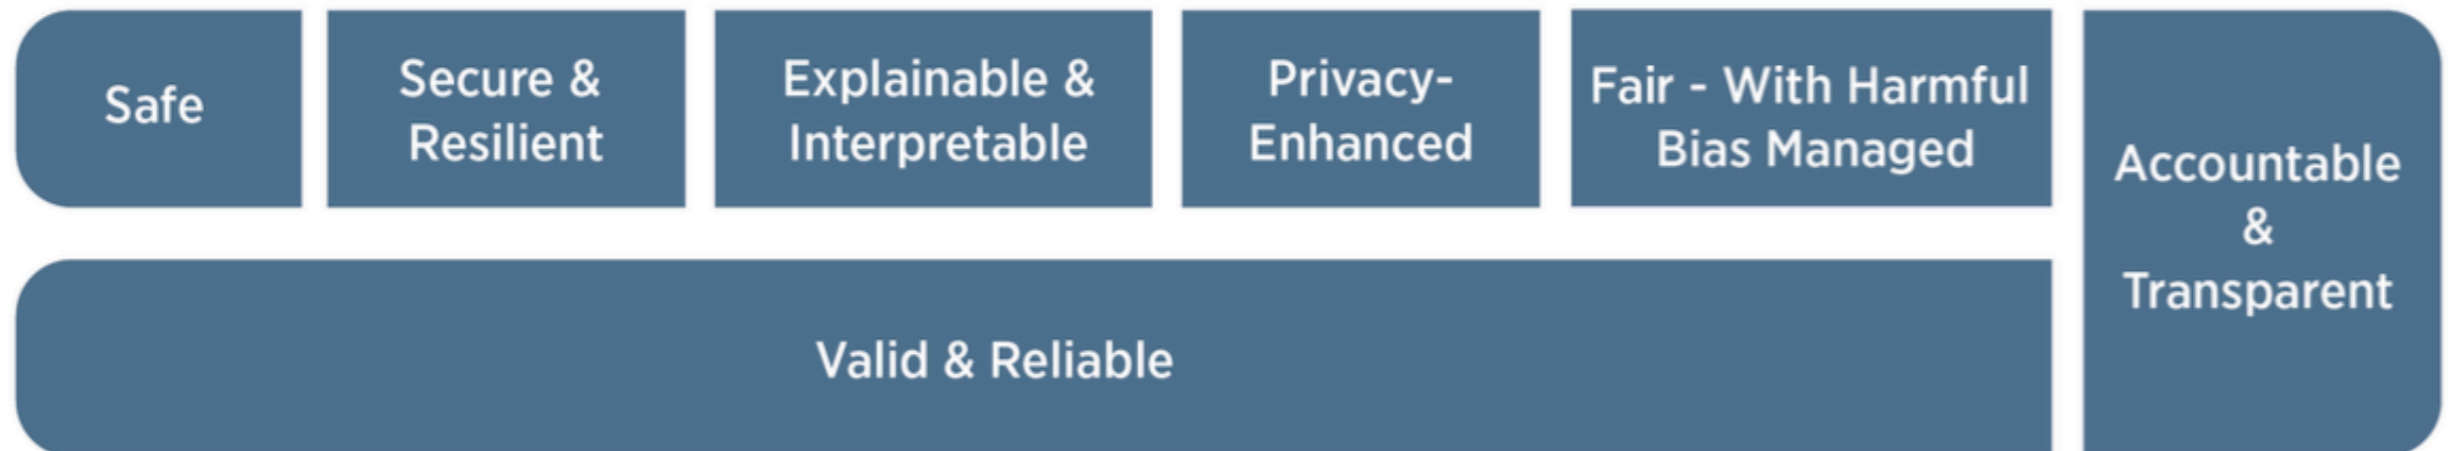 Safe
Secure &
Resilient
Explainable &
Interpretable
Privacy-
Enhanced
Fair - With Harmful
Bias Managed
Accountable
&
Transparent
Valid & Reliable